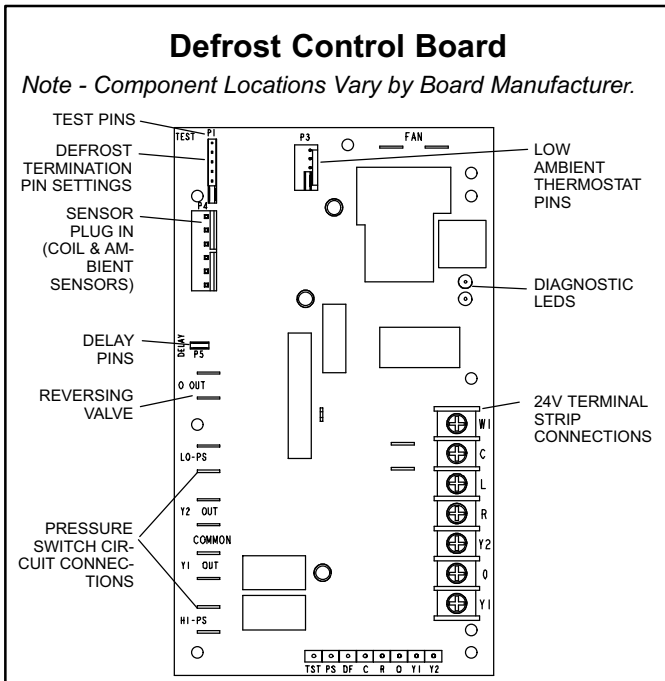 Defrost Control Board
Note - Component Locations Vary by Board Manufacturer.
TEST PINS
DEFROST
TERMINATION
PIN SETTINGS
SENSOR
PLUG IN
(COIL & AM-
BIENT
SENSORS)
DELAY
PINS
REVERSING
VALVE
PRESSURE
SWITCH CIR-
CUIT CONNEC-
TIONS
TEST P1
P4
DELAY
P5
O OUT
LO-PS
Y2 OUT
COMMON
Y1 OUT
HI-PS
P3
FAN
W1
C
L
R
Y2
O
Y1
TST PS DF C R O Y1 Y2
LOW
AMBIENT
THERMOSTAT
PINS
DIAGNOSTIC
LEDS
24V TERMINAL
STRIP
CONNECTIONS